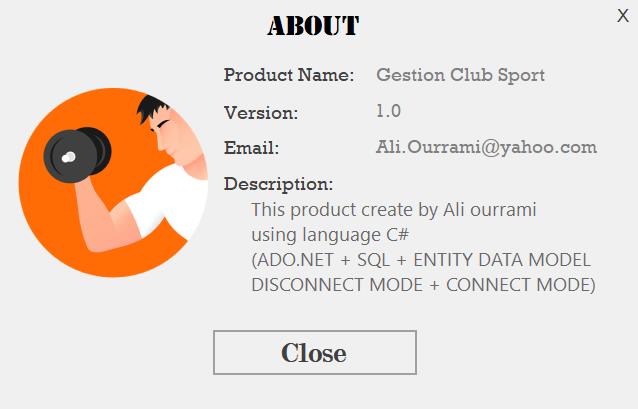 X
ABOUT
Product Name: Gestion Club Sport
Version: 1.0
Email: Ali.Ourrami@yahoo.com
Description:
This product create by Ali ourrami
using language C#
(ADO.NET + SQL + ENTITY DATA MODEL
DISCONNECT MODE + CONNECT MODE)
Close